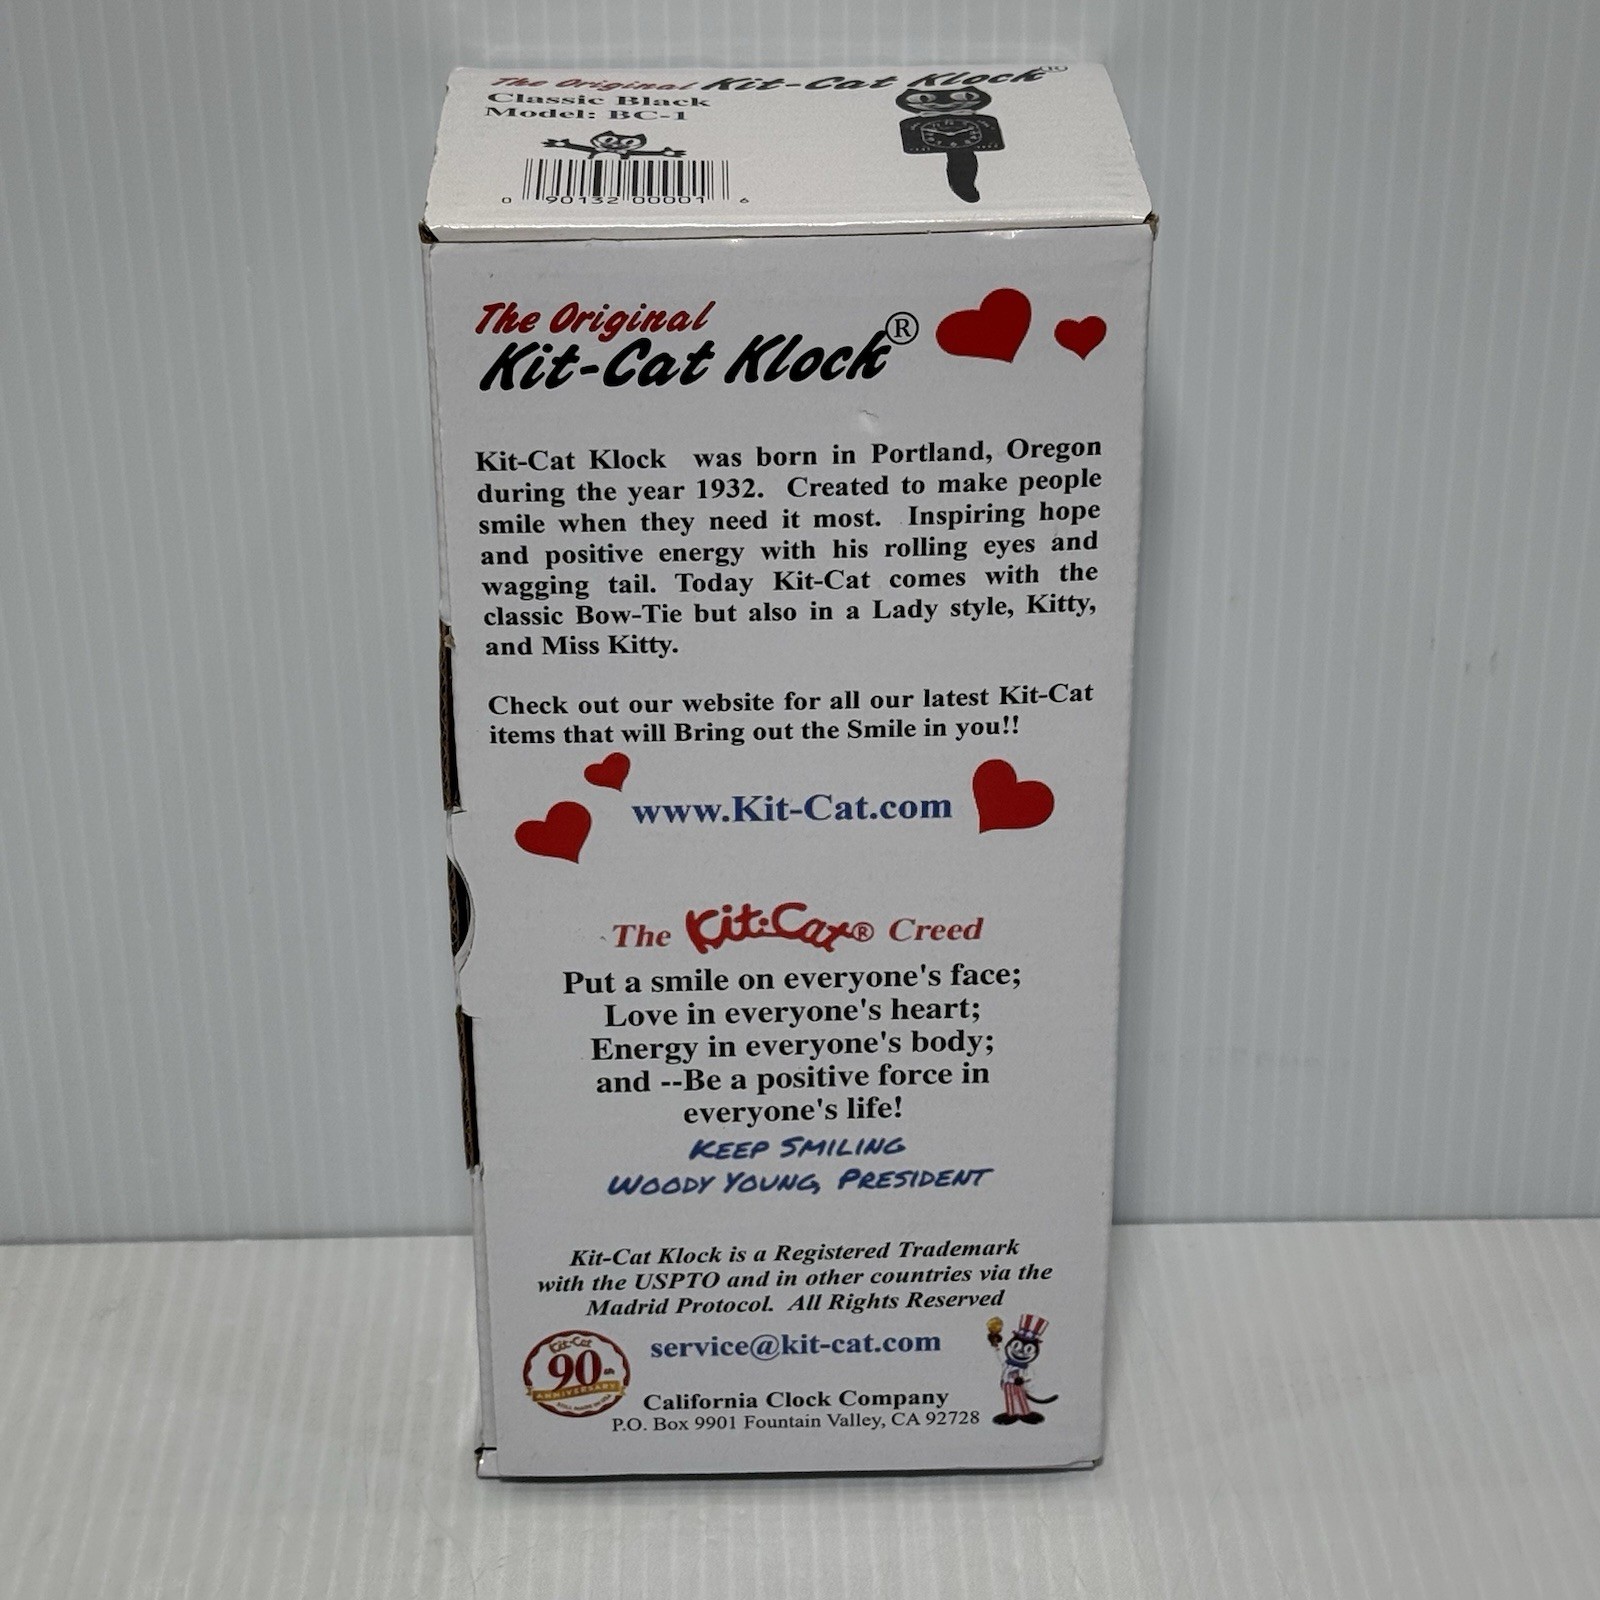 The Original Kit-Cat Klock®
Classic Black
Model: BC-1
0 90132 00001 6
The Original
Kit-Cat Klock®
Kit-Cat Klock was born in Portland, Oregon
during the year 1932. Created to make people
smile when they need it most. Inspiring hope
and positive energy with his rolling eyes and
wagging tail. Today Kit-Cat comes with the
classic Bow-Tie but also in a Lady style, Kitty,
and Miss Kitty.
Check out our website for all our latest Kit-Cat
items that will Bring out the Smile in you!!
www.Kit-Cat.com
The Kit-Cat® Creed
Put a smile on everyone's face;
Love in everyone's heart;
Energy in everyone's body;
and --Be a positive force in
everyone's life!
KEEP SMILING
WOODY YOUNG, PRESIDENT
Kit-Cat Klock is a Registered Trademark
with the USPTO and in other countries via the
Madrid Protocol. All Rights Reserved
service@kit-cat.com
Kit-Cat
90th
ANNIVERSARY
STILL MADE IN USA
California Clock Company
P.O. Box 9901 Fountain Valley, CA 92728